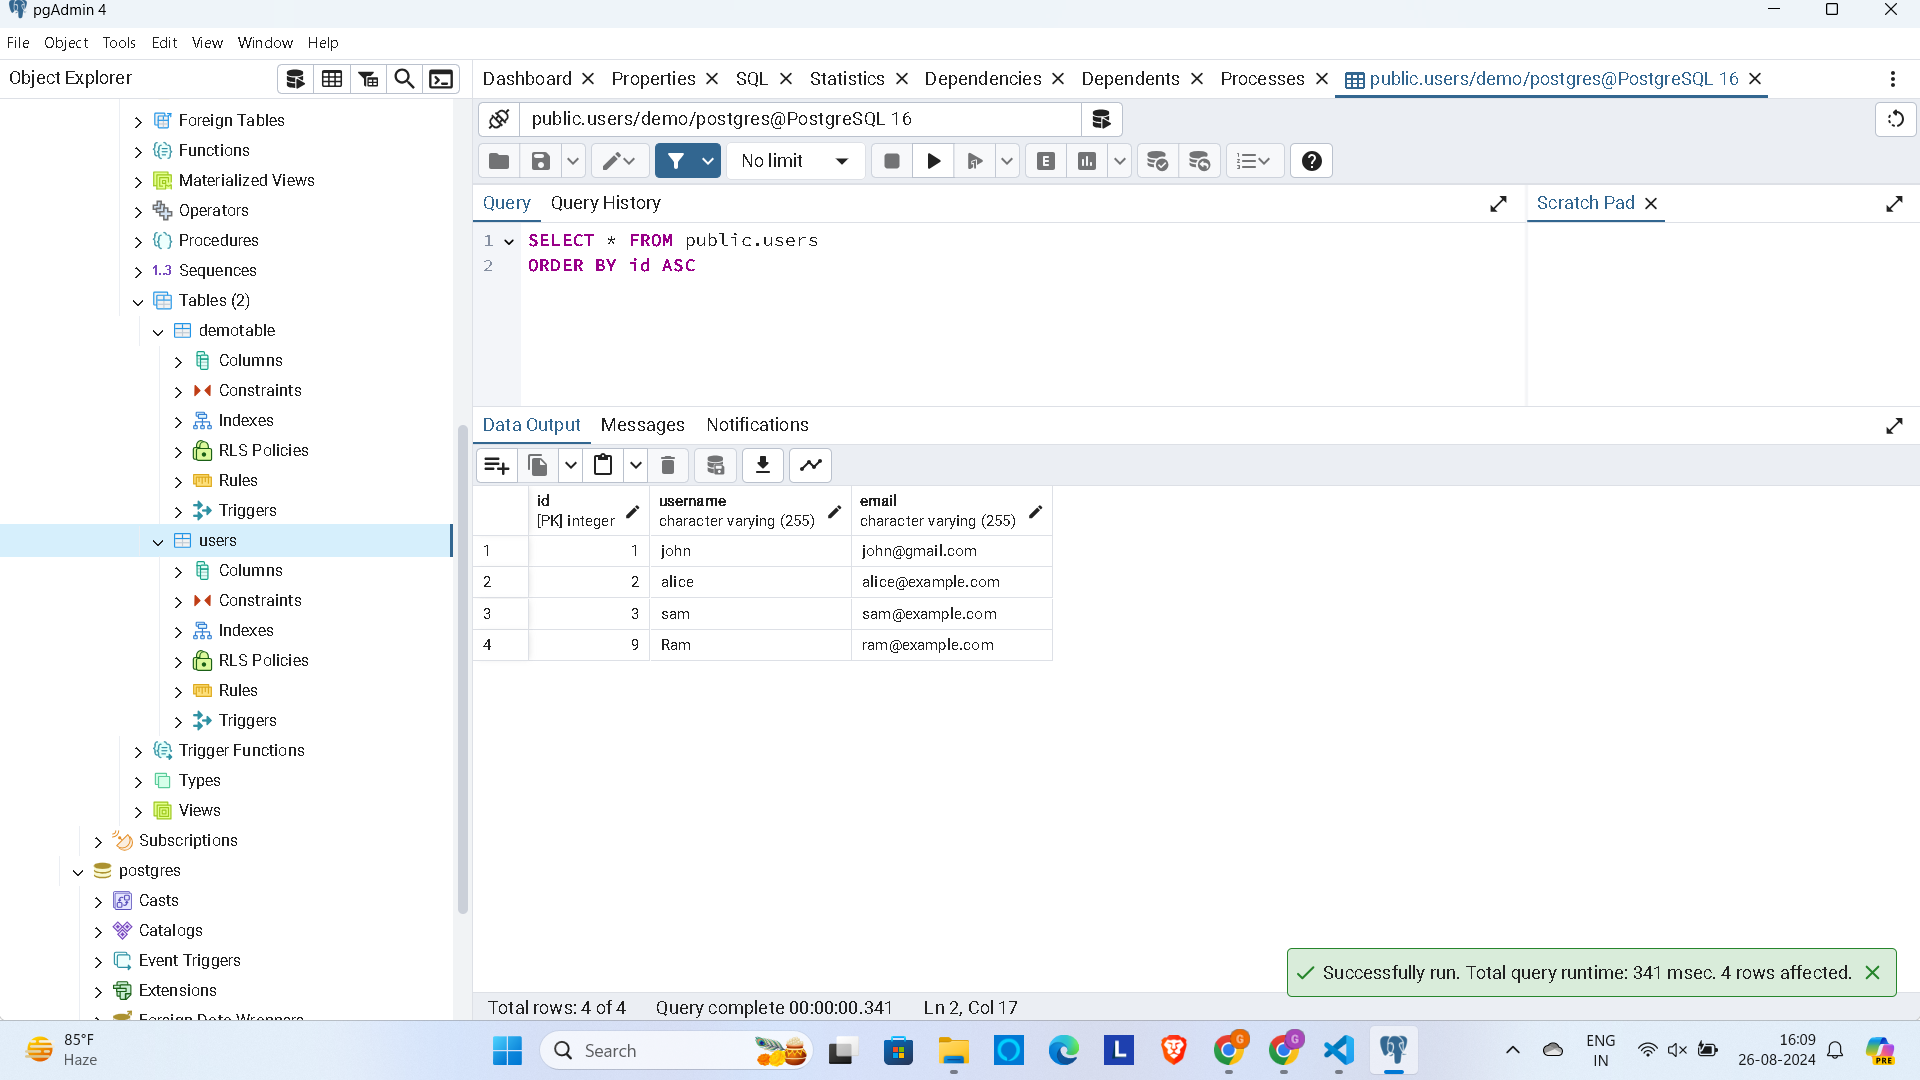 pgAdmin 4
File Object Tools Edit View Window Help
Object Explorer
Dashboard Properties SQL Statistics Dependencies Dependents Processes public.users/demo/postgres@PostgreSQL 16
public.users/demo/postgres@PostgreSQL 16
No limit
E
Query Query History
Scratch Pad
1 SELECT * FROM public.users
2 ORDER BY id ASC
Foreign Tables
Functions
Materialized Views
Operators
Procedures
1..3 Sequences
Tables (2)
demotable
Columns
Constraints
Indexes
RLS Policies
Rules
Triggers
users
Columns
Constraints
Indexes
RLS Policies
Rules
Triggers
Trigger Functions
Types
Views
Subscriptions
postgres
Casts
Catalogs
Event Triggers
Extensions
Foreign Data Wrappers
Data Output Messages Notifications
id username email
[PK] integer character varying (255) character varying (255)
1 1 john john@gmail.com
2 2 alice alice@example.com
3 3 sam sam@example.com
4 9 Ram ram@example.com
Successfully run. Total query runtime: 341 msec. 4 rows affected.
Total rows: 4 of 4 Query complete 00:00:00.341 Ln 2, Col 17
85°F
Haze
Search
L
G
G
ENG
IN
16:09
26-08-2024
PRE